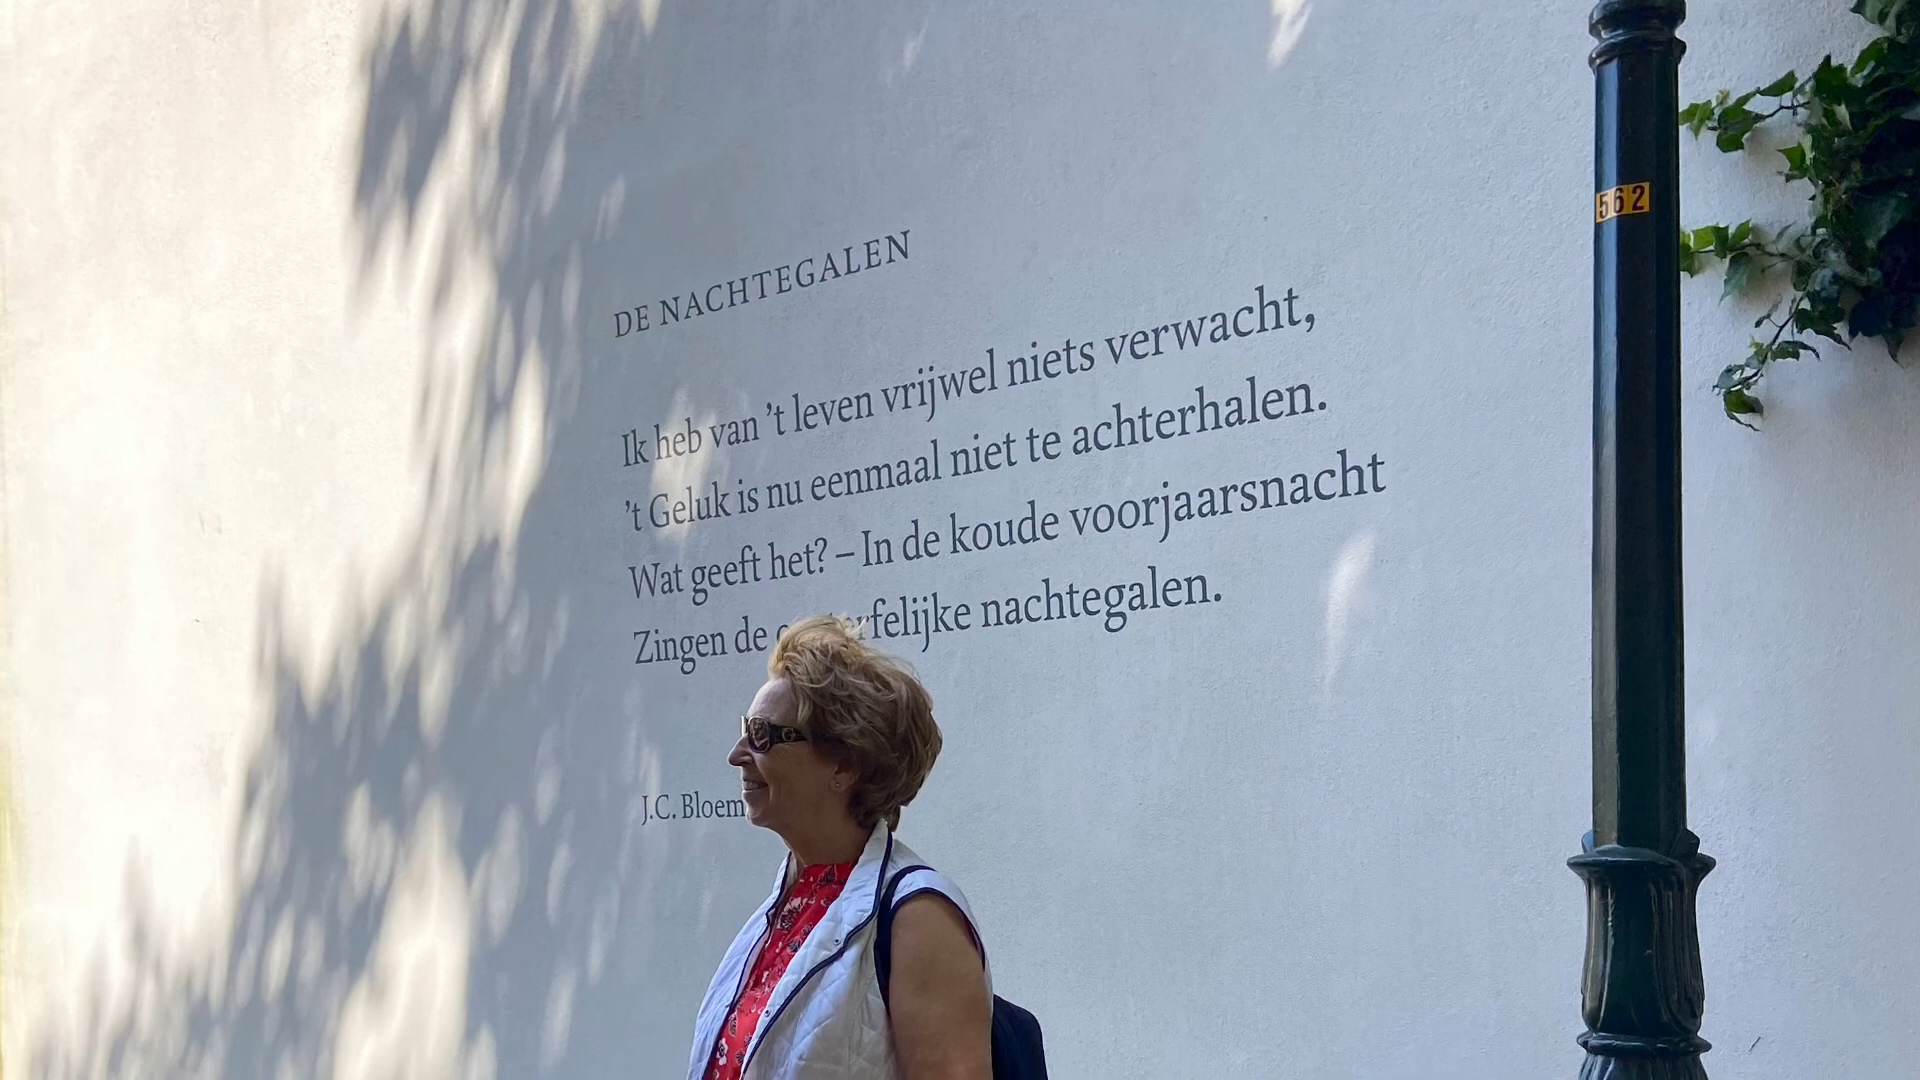 DE NACHTEGALEN
Ik heb van ’t leven vrijwel niets verwacht,
’t Geluk is nu eenmaal niet te achterhalen.
Wat geeft het? – In de koude voorjaarsnacht
Zingen de nachtegalen.
J.C. Bloem
562